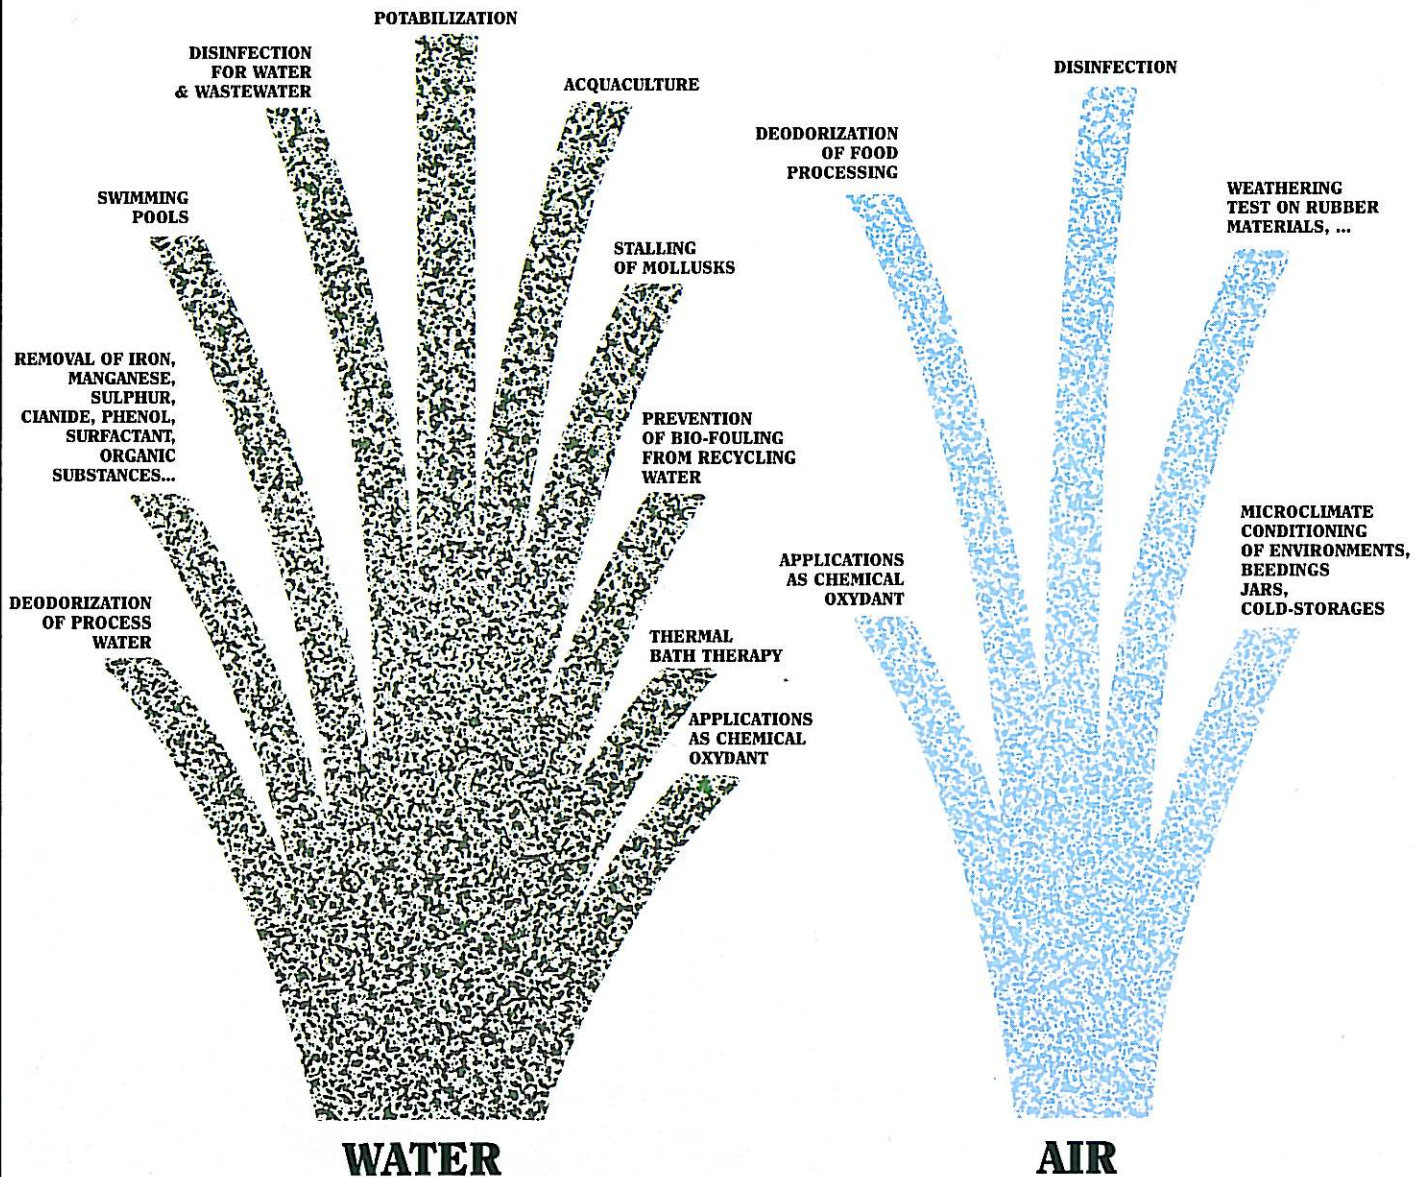 POTABILIZATION
DISINFECTION
FOR WATER
& WASTEWATER
ACQUACULTURE
SWIMMING
POOLS
STALLING
OF MOLLUSKS
REMOVAL OF IRON,
MANGANESE,
SULPHUR,
CIANIDE, PHENOL,
SURFACTANT,
ORGANIC
SUBSTANCES...
PREVENTION
OF BIO-FOULING
FROM RECYCLING
WATER
DEODORIZATION
OF PROCESS
WATER
THERMAL
BATH THERAPY
APPLICATIONS
AS CHEMICAL
OXYDANT
WATER
DISINFECTION
DEODORIZATION
OF FOOD
PROCESSING
WEATHERING
TEST ON RUBBER
MATERIALS, ...
APPLICATIONS
AS CHEMICAL
OXYDANT
MICROCLIMATE
CONDITIONING
OF ENVIRONMENTS,
BEEDINGS
JARS,
COLD-STORAGES
AIR